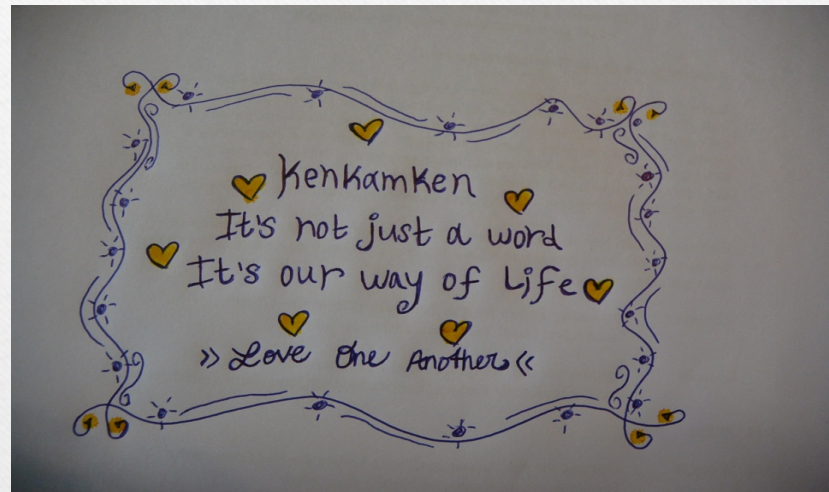 KenKamKen
It's not just a word
It's our way of Life
» Love One Another «